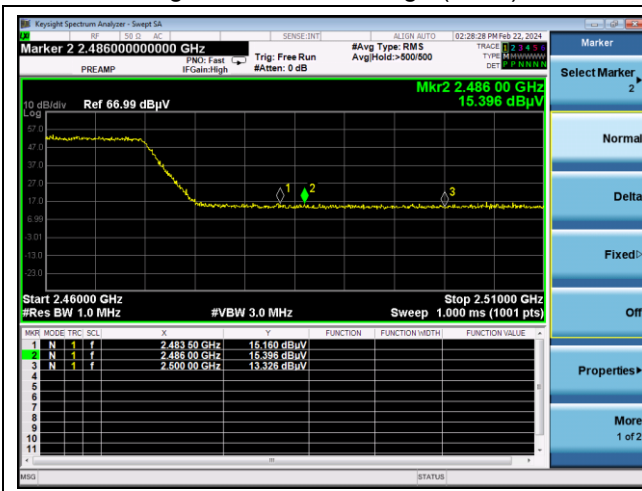 Keysight Spectrum Analyzer - Swept SA
RF 50 Ω AC SENSE:INT ALIGN AUTO 02:28:28 PM Feb 22, 2024
Marker 2 2.486000000000 GHz
PREAMP
PNO: Fast
IFGain:High
Trig: Free Run
#Atten: 0 dB
#Avg Type: RMS
Avg|Hold:>500/500
TRACE 1 2 3 4 5 6
TYPE M M W W W W
DET P P N N N N
Mkr2 2.486 00 GHz
15.396 dBµV
10 dB/div Ref 66.99 dBµV
Log
57.0
47.0
37.0
27.0
17.0
6.99
-3.01
-13.0
-23.0
1
2
3
Start 2.46000 GHz Stop 2.51000 GHz
#Res BW 1.0 MHz #VBW 3.0 MHz Sweep 1.000 ms (1001 pts)
MKR MODE TRC SCL X Y FUNCTION FUNCTION WIDTH FUNCTION VALUE
1 N 1 f 2.483 50 GHz 15.160 dBµV
2 N 1 f 2.486 00 GHz 15.396 dBµV
3 N 1 f 2.500 00 GHz 13.326 dBµV
4
5
6
7
8
9
10
11
MSG STATUS
Marker
Select Marker
2
Normal
Delta
Fixed
Off
Properties
More
1 of 2